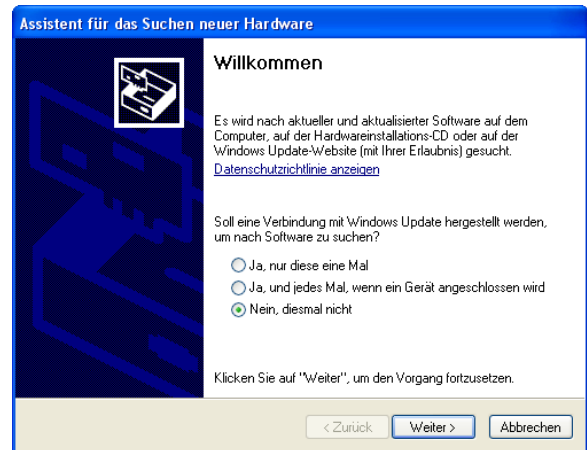 Assistent für das Suchen neuer Hardware
Willkommen
Es wird nach aktueller und aktualisierter Software auf dem
Computer, auf der Hardwareinstallations-CD oder auf der
Windows Update-Website (mit Ihrer Erlaubnis) gesucht.
Datenschutzrichtlinie anzeigen
Soll eine Verbindung mit Windows Update hergestellt werden,
um nach Software zu suchen?
Ja, nur diese eine Mal
Ja, und jedes Mal, wenn ein Gerät angeschlossen wird
Nein, diesmal nicht
Klicken Sie auf "Weiter", um den Vorgang fortzusetzen.
< Zurück Weiter > Abbrechen